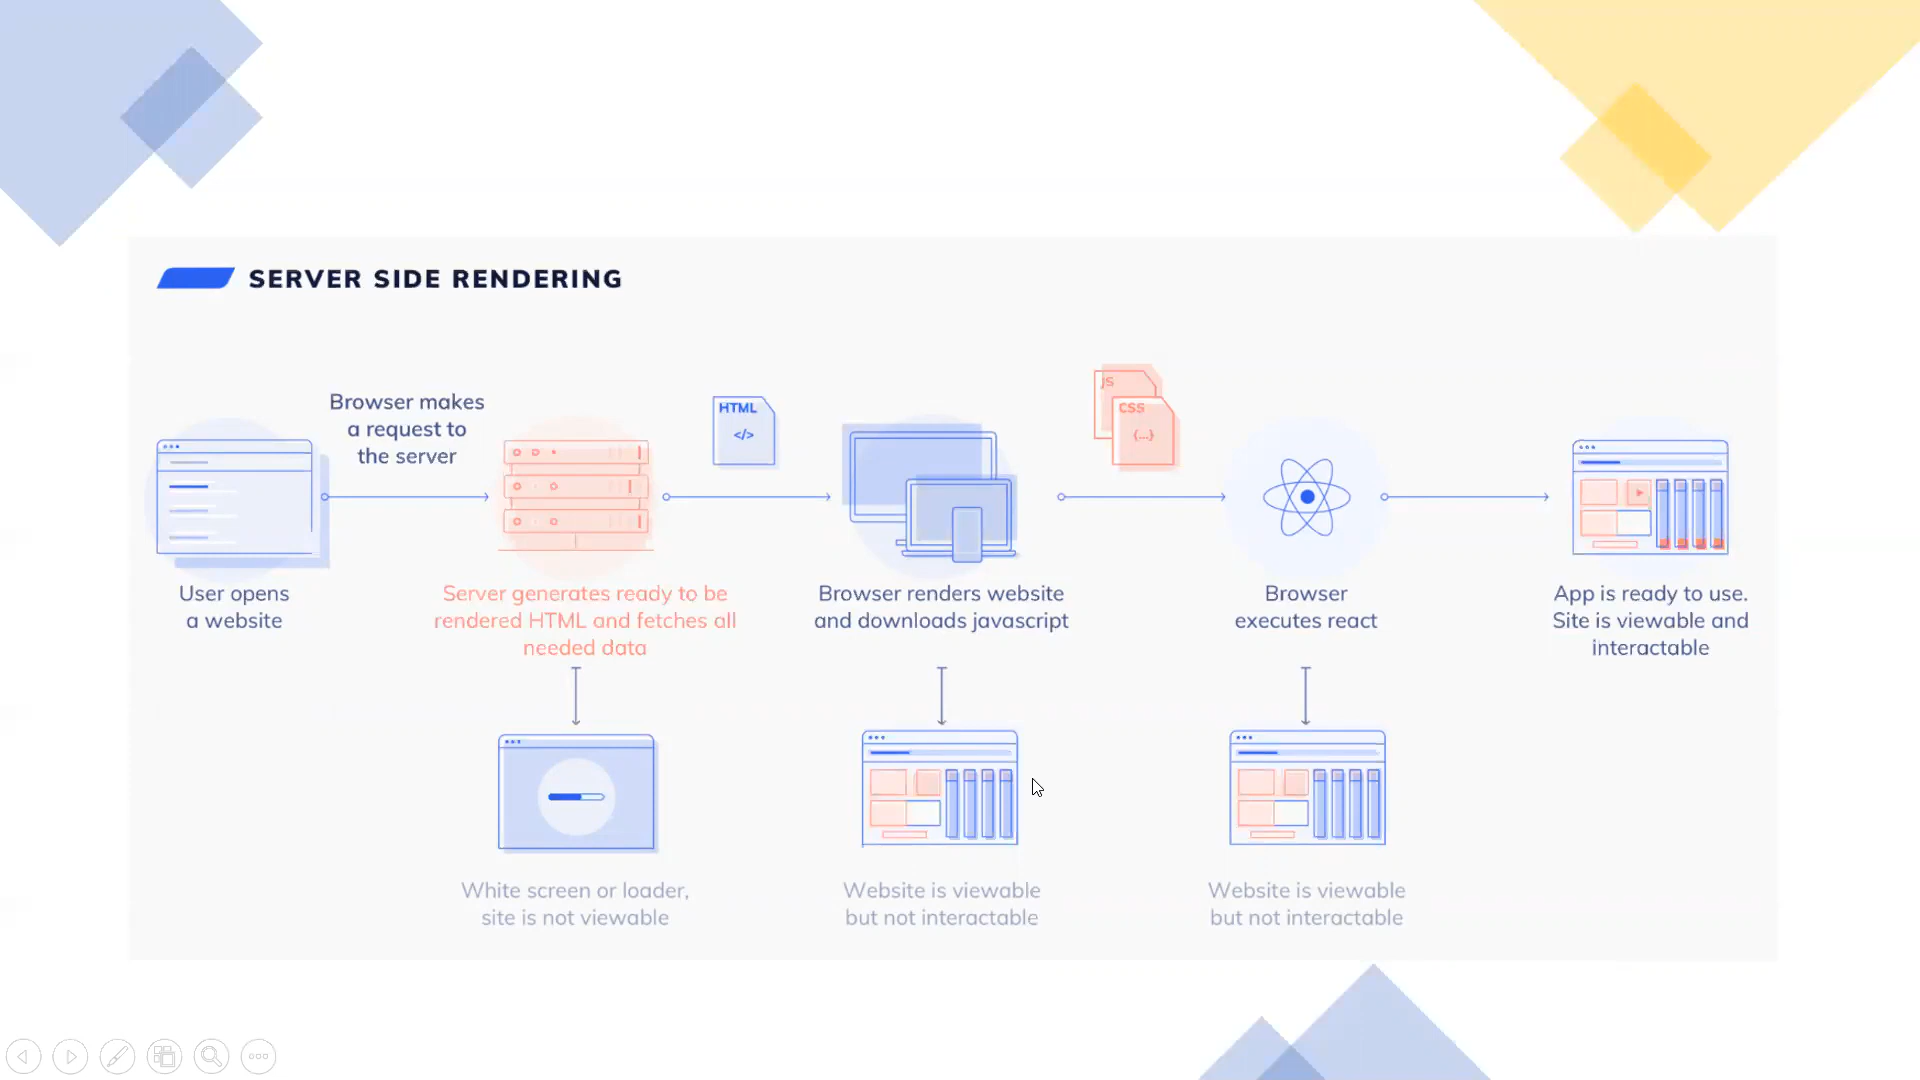 SERVER SIDE RENDERING
Browser makes
a request to
the server
HTML
</>
JS
CSS
{...}
User opens
a website
Server generates ready to be
rendered HTML and fetches all
needed data
Browser renders website
and downloads javascript
Browser
executes react
App is ready to use.
Site is viewable and
interactable
White screen or loader,
site is not viewable
Website is viewable
but not interactable
Website is viewable
but not interactable